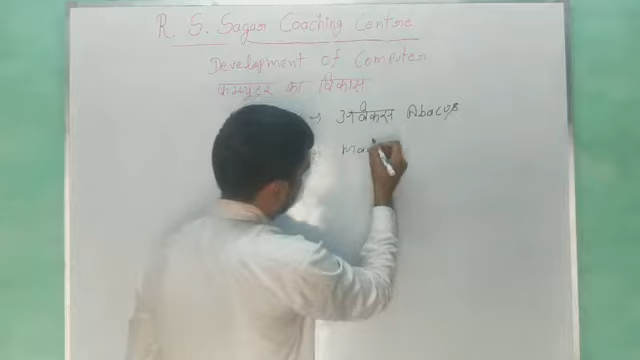 R. S. Sagar Coaching Centre
Development of Computer
कम्प्यूटर का विकास
अबेकस Abacus